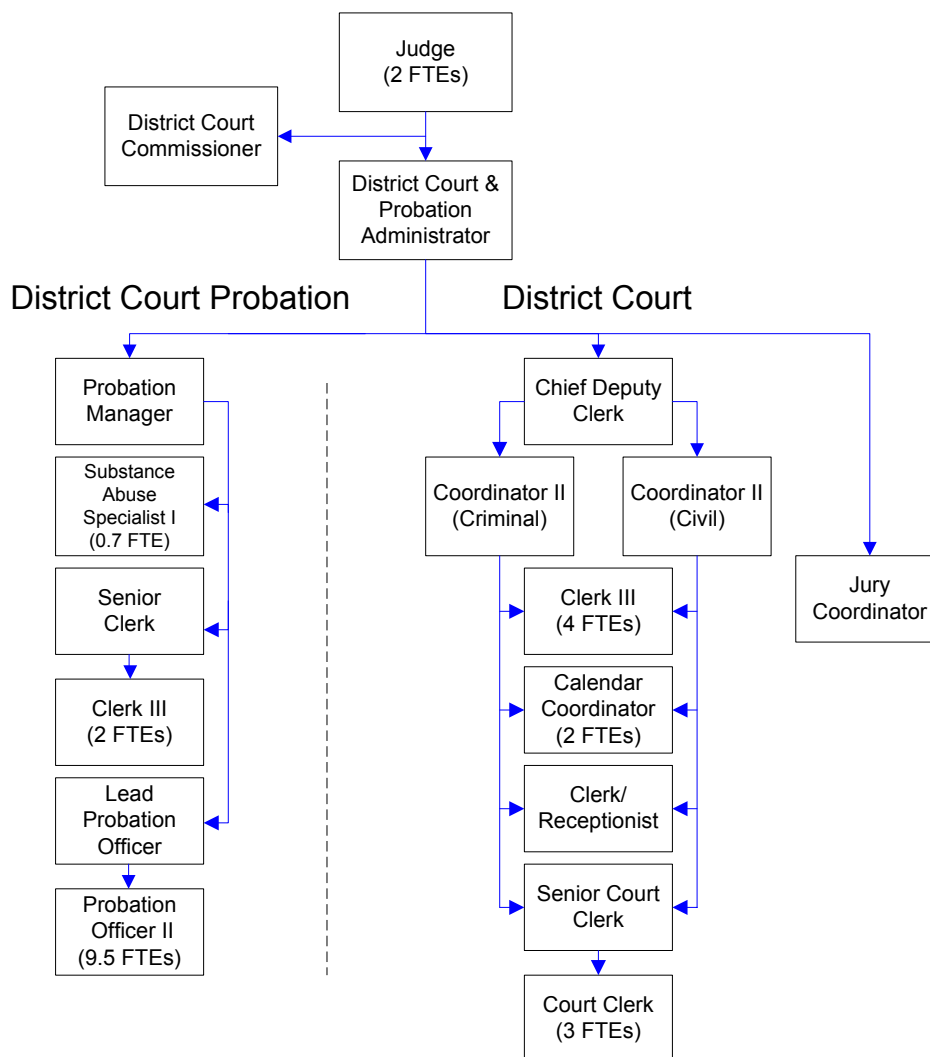 Judge
(2 FTEs)
District Court
Commissioner
District Court &
Probation
Administrator
District Court Probation
District Court
Probation
Manager
Substance
Abuse
Specialist I
(0.7 FTE)
Senior
Clerk
Clerk III
(2 FTEs)
Lead
Probation
Officer
Probation
Officer II
(9.5 FTEs)
Chief Deputy
Clerk
Coordinator II
(Criminal)
Coordinator II
(Civil)
Clerk III
(4 FTEs)
Calendar
Coordinator
(2 FTEs)
Clerk/
Receptionist
Senior Court
Clerk
Court Clerk
(3 FTEs)
Jury
Coordinator